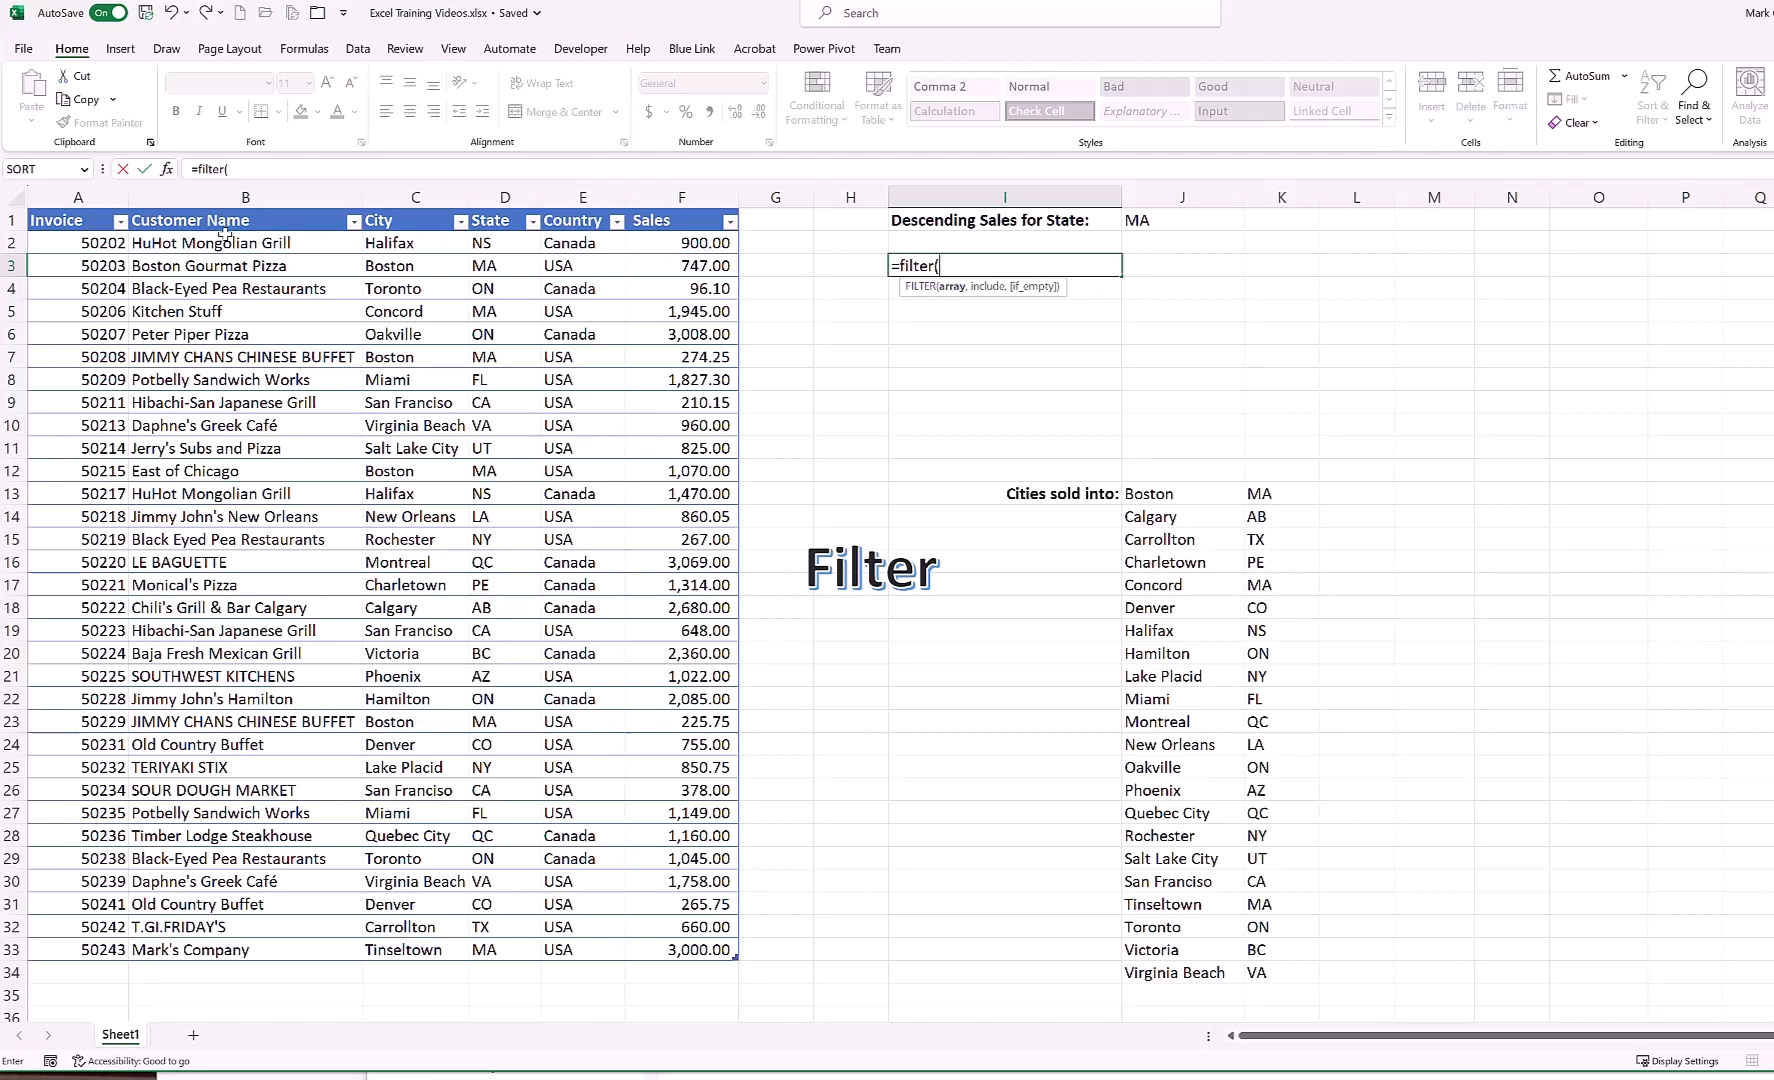 AutoSave On Excel Training Videos.xlsx • Saved Search Mark
File Home Insert Draw Page Layout Formulas Data Review View Automate Developer Help Blue Link Acrobat Power Pivot Team
Paste Cut Copy Format Painter
11 Wrap Text Merge & Center
General
Conditional Formatting Format as Table
Comma 2 Normal Bad Good Neutral
Calculation Check Cell Explanatory ... Input Linked Cell
Insert Delete Format
AutoSum Fill Clear
Sort & Filter Find & Select
Analyze Data
Clipboard Font Alignment Number Styles Cells Editing Analysis
SORT fx =filter(
A B C D E F G H I J K L M N O P Q
1 Invoice Customer Name City State Country Sales Descending Sales for State: MA
2 50202 HuHot Mongolian Grill Halifax NS Canada 900.00
3 50203 Boston Gourmat Pizza Boston MA USA 747.00 =filter(
4 50204 Black-Eyed Pea Restaurants Toronto ON Canada 96.10 FILTER(array, include, [if_empty])
5 50206 Kitchen Stuff Concord MA USA 1,945.00
6 50207 Peter Piper Pizza Oakville ON Canada 3,008.00
7 50208 JIMMY CHANS CHINESE BUFFET Boston MA USA 274.25
8 50209 Potbelly Sandwich Works Miami FL USA 1,827.30
9 50211 Hibachi-San Japanese Grill San Franciso CA USA 210.15
10 50213 Daphne's Greek Café Virginia Beach VA USA 960.00
11 50214 Jerry's Subs and Pizza Salt Lake City UT USA 825.00
12 50215 East of Chicago Boston MA USA 1,070.00
13 50217 HuHot Mongolian Grill Halifax NS Canada 1,470.00 Cities sold into: Boston MA
14 50218 Jimmy John's New Orleans New Orleans LA USA 860.05 Calgary AB
15 50219 Black Eyed Pea Restaurants Rochester NY USA 267.00 Carrollton TX
16 50220 LE BAGUETTE Montreal QC Canada 3,069.00 Charletown PE
Filter
17 50221 Monical's Pizza Charletown PE Canada 1,314.00 Concord MA
18 50222 Chili's Grill & Bar Calgary Calgary AB Canada 2,680.00 Denver CO
19 50223 Hibachi-San Japanese Grill San Franciso CA USA 648.00 Halifax NS
20 50224 Baja Fresh Mexican Grill Victoria BC Canada 2,360.00 Hamilton ON
21 50225 SOUTHWEST KITCHENS Phoenix AZ USA 1,022.00 Lake Placid NY
22 50228 Jimmy John's Hamilton Hamilton ON Canada 2,085.00 Miami FL
23 50229 JIMMY CHANS CHINESE BUFFET Boston MA USA 225.75 Montreal QC
24 50231 Old Country Buffet Denver CO USA 755.00 New Orleans LA
25 50232 TERIYAKI STIX Lake Placid NY USA 850.75 Oakville ON
26 50234 SOUR DOUGH MARKET San Franciso CA USA 378.00 Phoenix AZ
27 50235 Potbelly Sandwich Works Miami FL USA 1,149.00 Quebec City QC
28 50236 Timber Lodge Steakhouse Quebec City QC Canada 1,160.00 Rochester NY
29 50238 Black-Eyed Pea Restaurants Toronto ON Canada 1,045.00 Salt Lake City UT
30 50239 Daphne's Greek Café Virginia Beach VA USA 1,758.00 San Franciso CA
31 50241 Old Country Buffet Denver CO USA 265.75 Tinseltown MA
32 50242 T.GI.FRIDAY'S Carrollton TX USA 660.00 Toronto ON
33 50243 Mark's Company Tinseltown MA USA 3,000.00 Victoria BC
34 Virginia Beach VA
35
36
Sheet1
Enter Accessibility: Good to go Display Settings